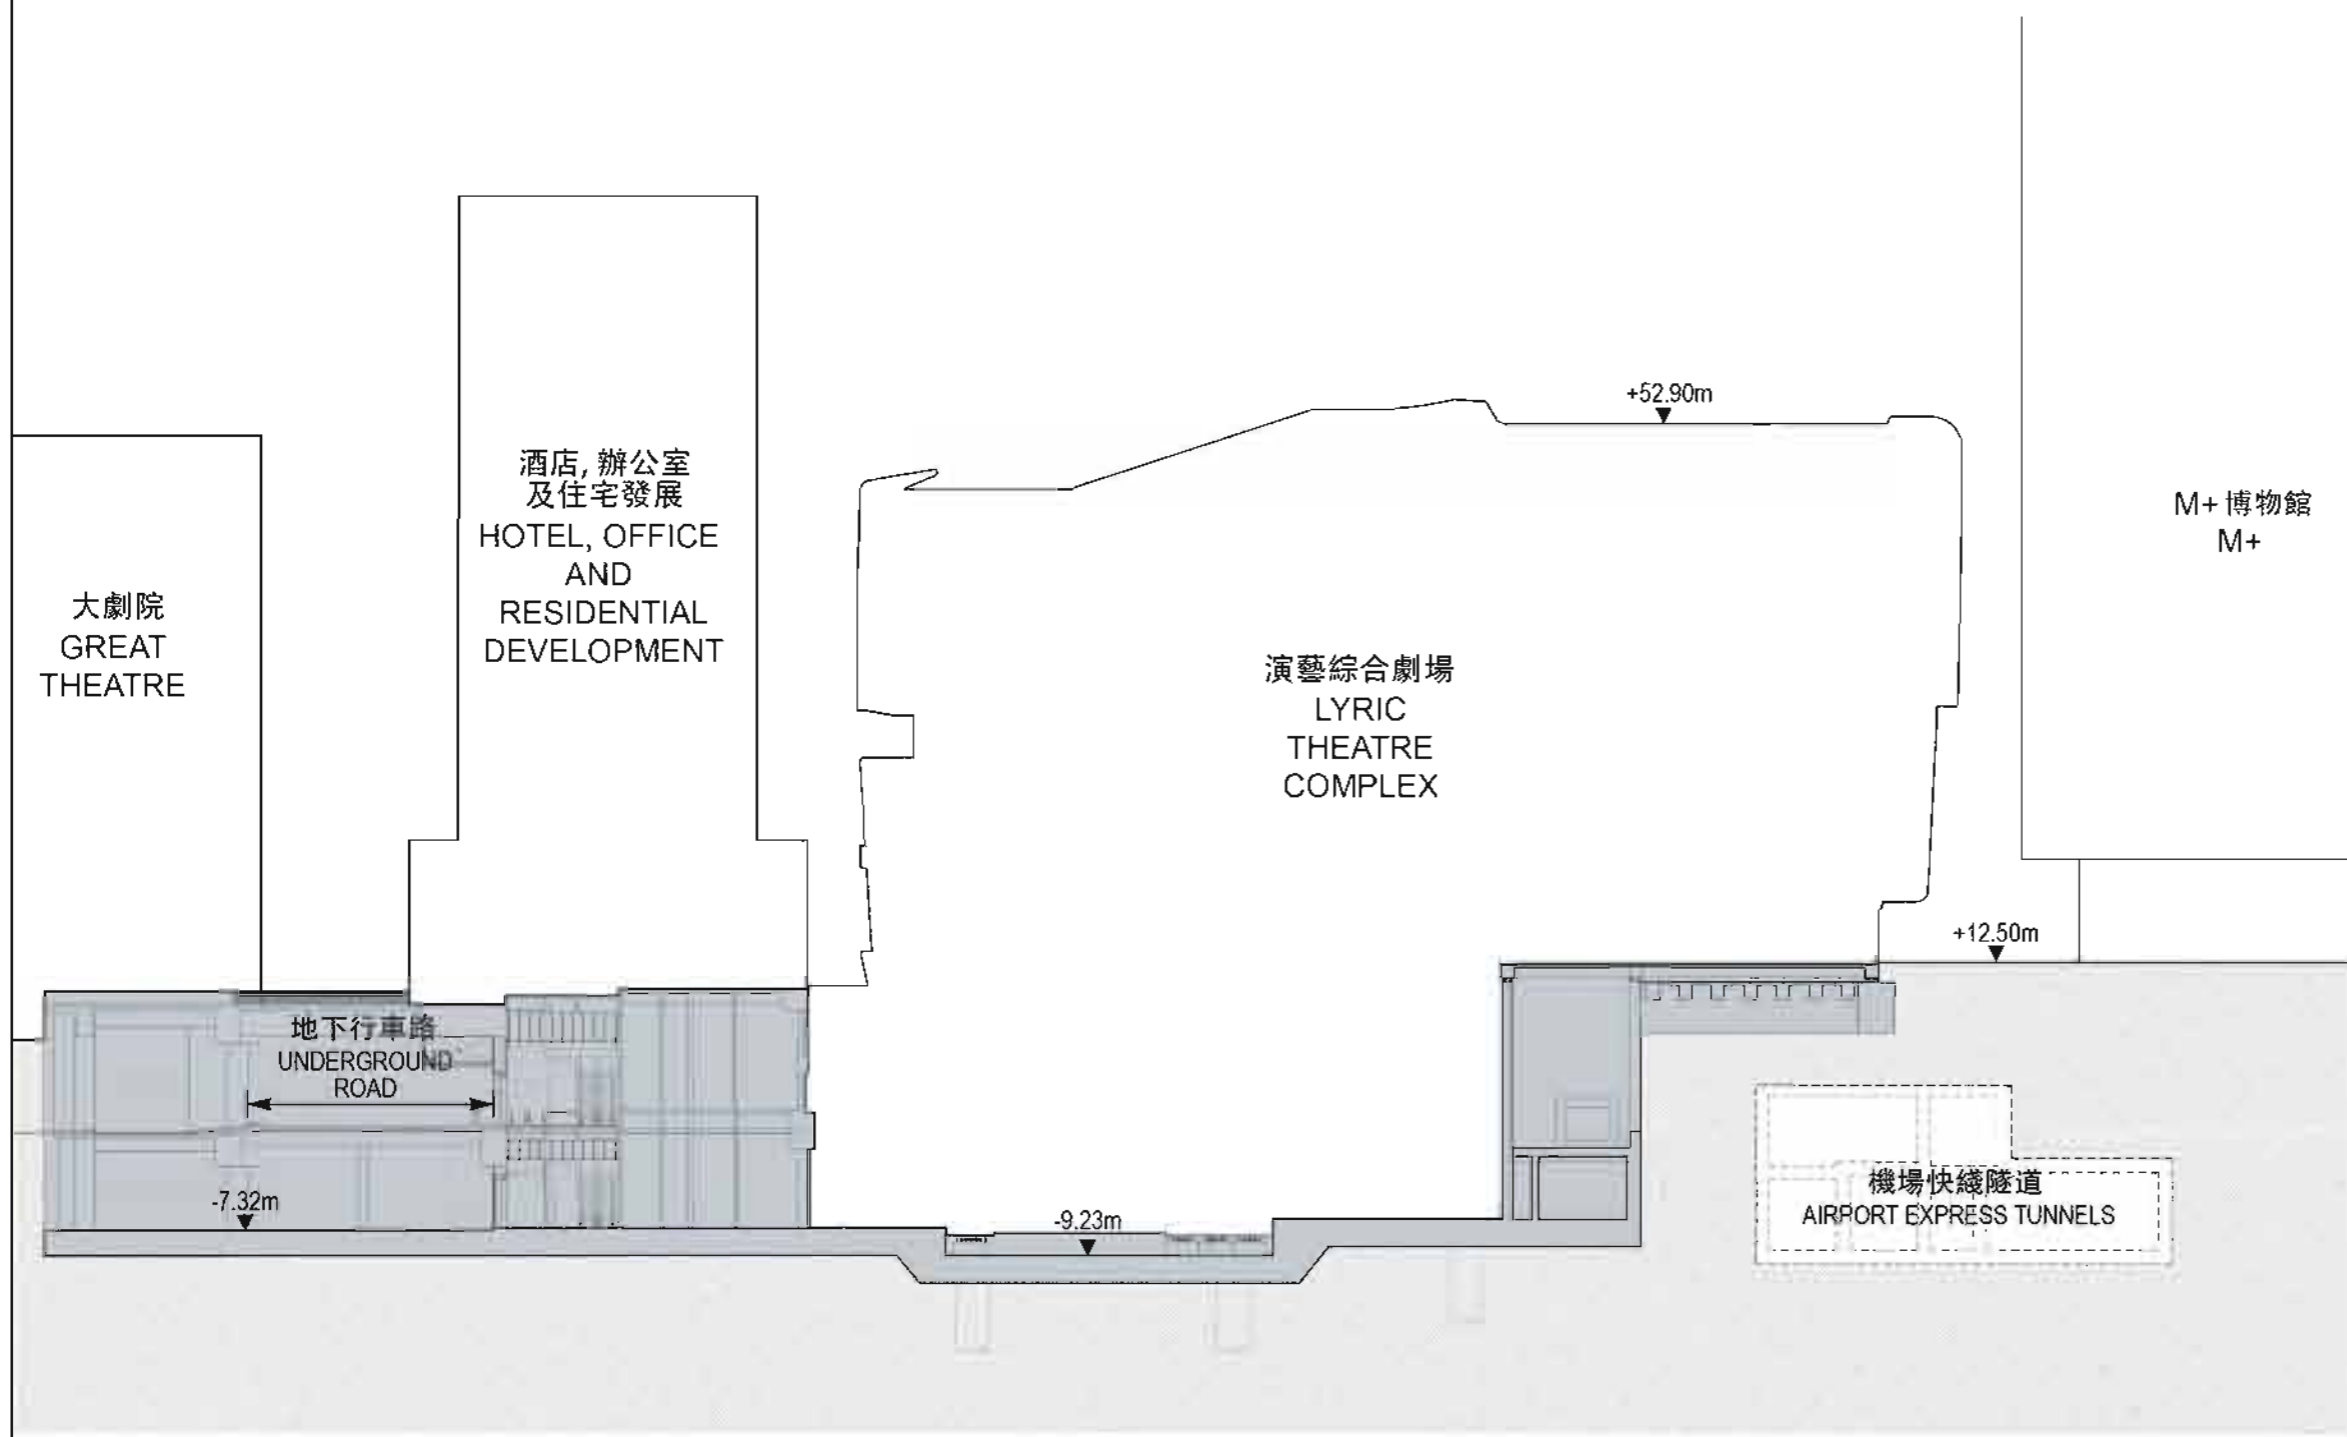 +52.90m
酒店, 辦公室
及住宅發展
HOTEL, OFFICE
AND
RESIDENTIAL
DEVELOPMENT
M+ 博物館
M+
大劇院
GREAT
THEATRE
演藝綜合劇場
LYRIC
THEATRE
COMPLEX
+12.50m
地下行車路
UNDERGROUND
ROAD
-7.32m
-9.23m
機場快綫隧道
AIRPORT EXPRESS TUNNELS